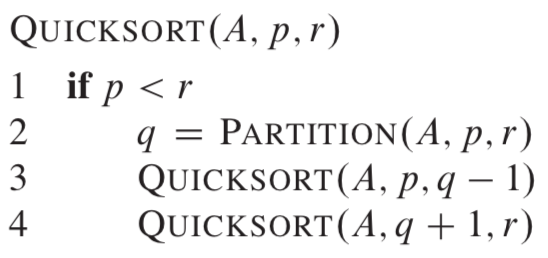 QUICKSORT(A, p, r)
1 if p < r
2 q = PARTITION(A, p, r)
3 QUICKSORT(A, p, q − 1)
4 QUICKSORT(A, q + 1, r)